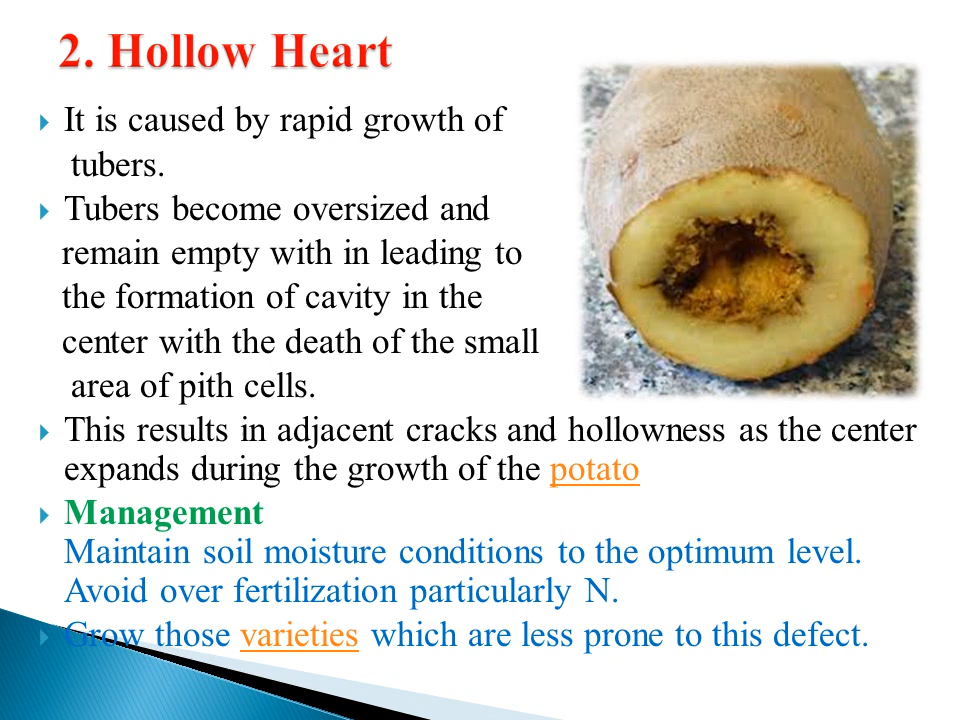 2. Hollow Heart
It is caused by rapid growth of
tubers.
Tubers become oversized and
remain empty with in leading to
the formation of cavity in the
center with the death of the small
area of pith cells.
This results in adjacent cracks and hollowness as the center
expands during the growth of the potato
Management
Maintain soil moisture conditions to the optimum level.
Avoid over fertilization particularly N.
Grow those varieties which are less prone to this defect.